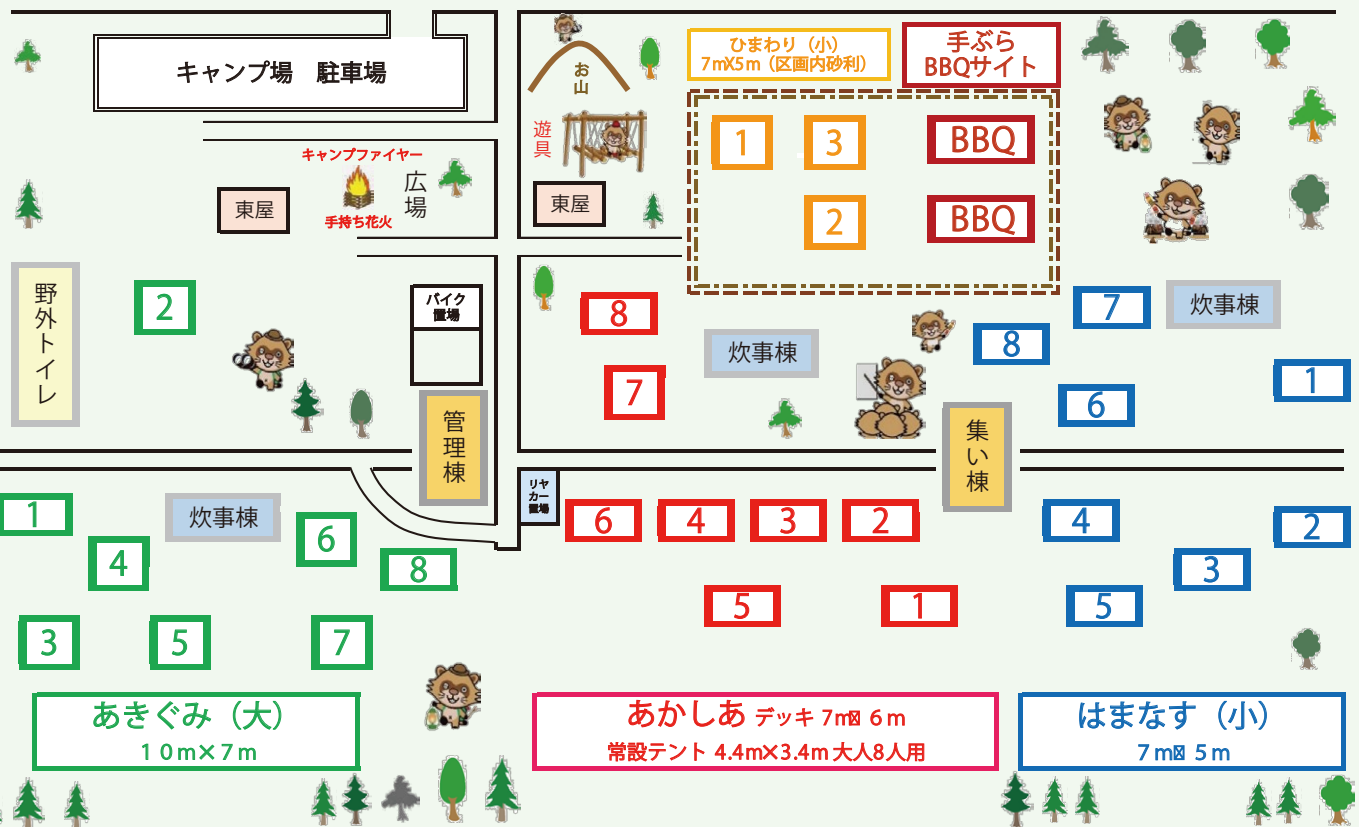 キャンプ場　駐車場
お山
ひまわり（小）
7m×5m（区画内砂利）
手ぶら
BBQサイト
遊具
1
3
BBQ
キャンプファイヤー
広場
手持ち花火
東屋
東屋
2
BBQ
野外トイレ
2
バイク
置場
8
7
炊事棟
8
7
炊事棟
6
1
管理棟
集い棟
リヤ
カー
置場
1
炊事棟
4
6
8
3
5
7
6
4
3
2
5
1
4
2
3
5
あきぐみ（大）
１０ｍ×７ｍ
あかしあ デッキ 7m 6m
常設テント 4.4m×3.4m 大人8人用
はまなす（小）
7m 5m